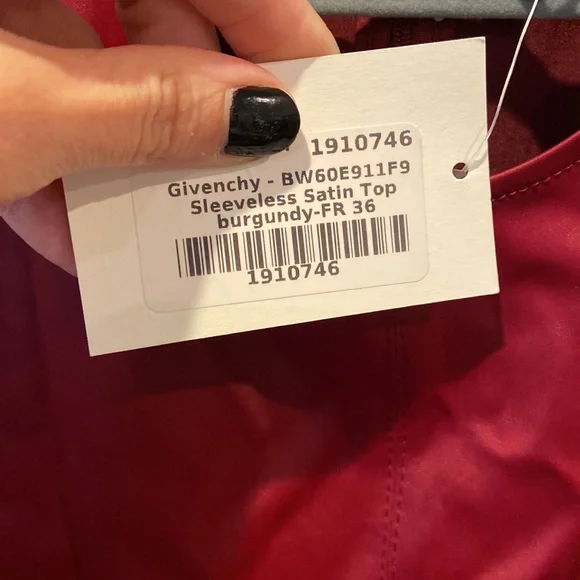 1910746
Givenchy - BW60E911F9
Sleeveless Satin Top
burgundy-FR 36
1910746